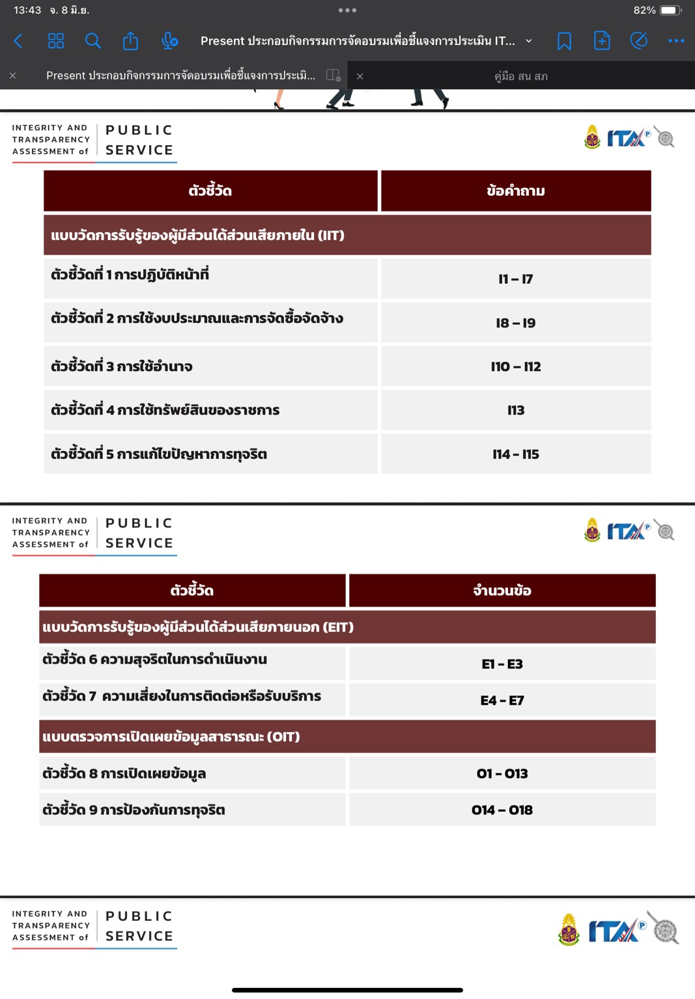 13:43 จ. 8 มิ.ย.
82%
Present ประกอบกิจกรรมการจัดอบรมเพื่อชี้แจงการประเมิน IT...
Present ประกอบกิจกรรมการจัดอบรมเพื่อชี้แจงการประเมิ...
คู่มือ สน สภ
INTEGRITY AND
TRANSPARENCY
ASSESSMENT of
PUBLIC
SERVICE
ITA P
ตัวชี้วัด
ข้อคำถาม
แบบวัดการรับรู้ของผู้มีส่วนได้ส่วนเสียภายใน (IIT)
ตัวชี้วัดที่ 1 การปฏิบัติหน้าที่
I1 – I7
ตัวชี้วัดที่ 2 การใช้งบประมาณและการจัดซื้อจัดจ้าง
I8 – I9
ตัวชี้วัดที่ 3 การใช้อำนาจ
I10 – I12
ตัวชี้วัดที่ 4 การใช้ทรัพย์สินของราชการ
I13
ตัวชี้วัดที่ 5 การแก้ไขปัญหาการทุจริต
I14 - I15
INTEGRITY AND
TRANSPARENCY
ASSESSMENT of
PUBLIC
SERVICE
ITA P
ตัวชี้วัด
จำนวนข้อ
แบบวัดการรับรู้ของผู้มีส่วนได้ส่วนเสียภายนอก (EIT)
ตัวชี้วัด 6 ความสุจริตในการดำเนินงาน
E1 - E3
ตัวชี้วัด 7 ความเสี่ยงในการติดต่อหรือรับบริการ
E4 - E7
แบบตรวจการเปิดเผยข้อมูลสาธารณะ (OIT)
ตัวชี้วัด 8 การเปิดเผยข้อมูล
O1 - O13
ตัวชี้วัด 9 การป้องกันการทุจริต
O14 – O18
INTEGRITY AND
TRANSPARENCY
ASSESSMENT of
PUBLIC
SERVICE
ITA P